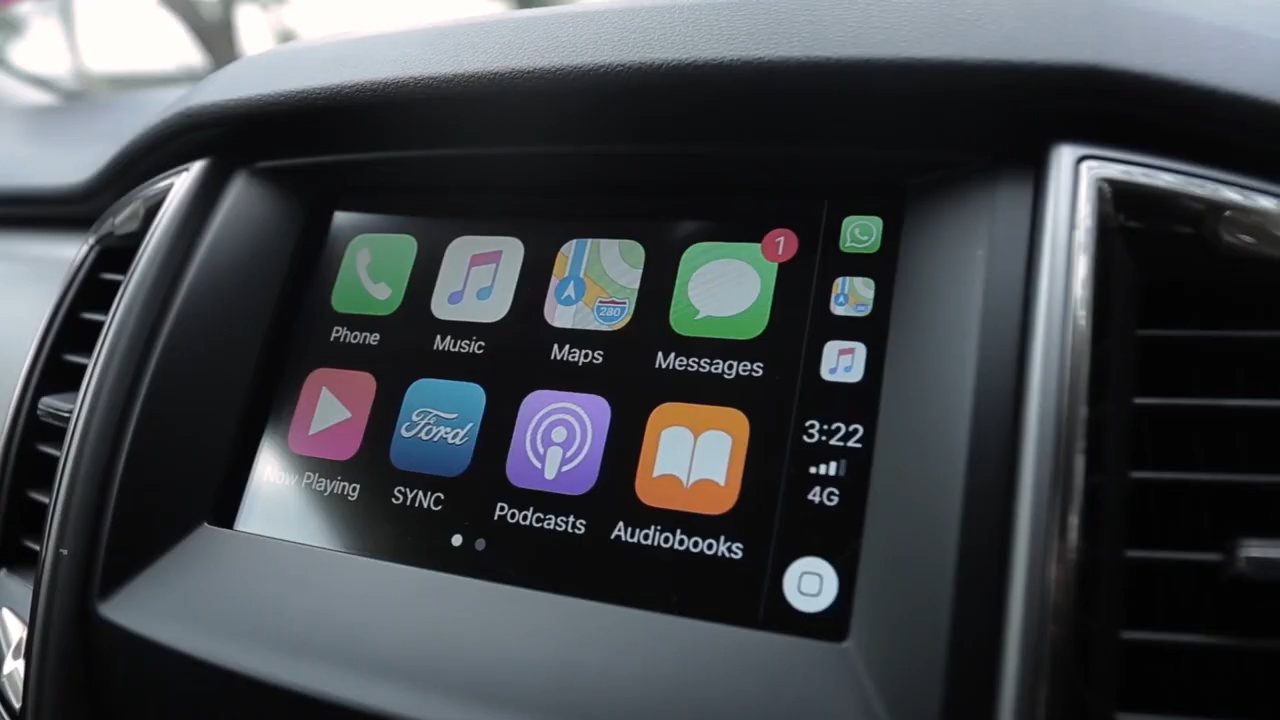 Phone
Music
280
Maps
1
Messages
Now Playing
Ford
SYNC
Podcasts
Audiobooks
3:22
4G